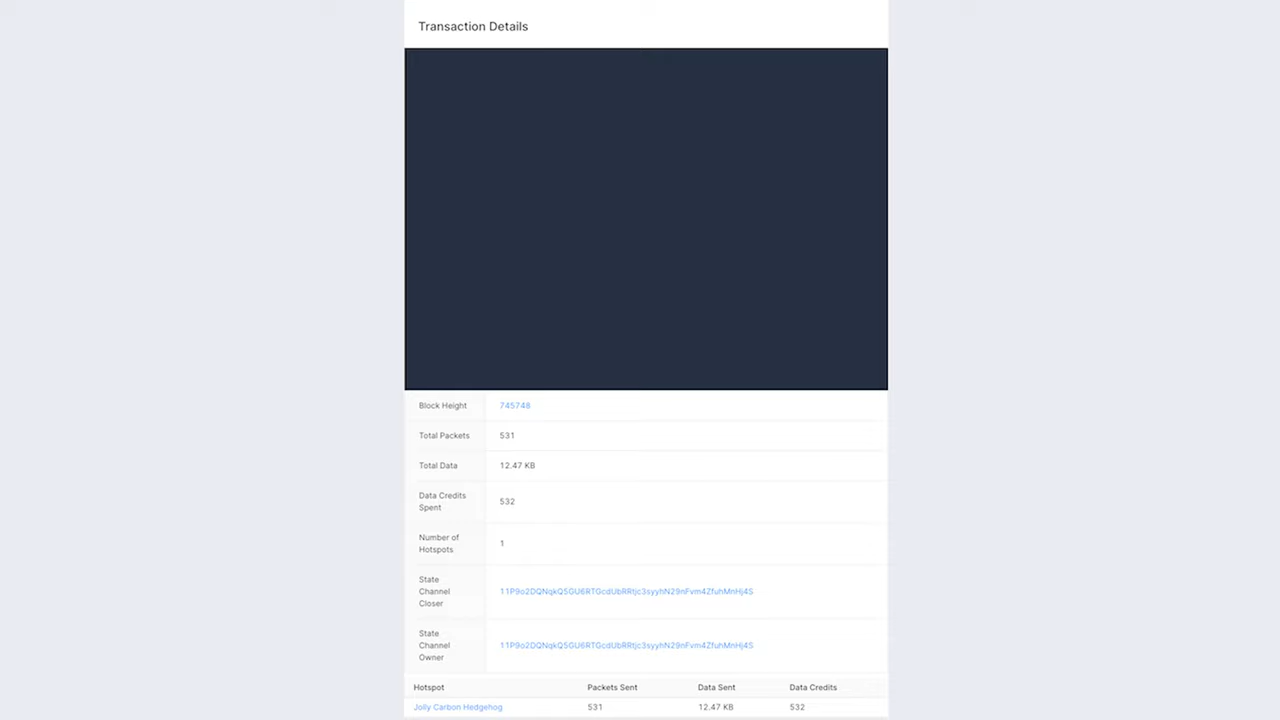 Transaction Details
Block Height 745748
Total Packets 531
Total Data 12.47 KB
Data Credits
Spent
532
Number of
Hotspots
1
State
Channel
Closer
11P9o2DQNqkQ5GU6RTGcdUbRRtjc3syyhN29nFvm4ZfuhMnHj4S
State
Channel
Owner
11P9o2DQNqkQ5GU6RTGcdUbRRtjc3syyhN29nFvm4ZfuhMnHj4S
Hotspot Packets Sent Data Sent Data Credits
Jolly Carbon Hedgehog 531 12.47 KB 532